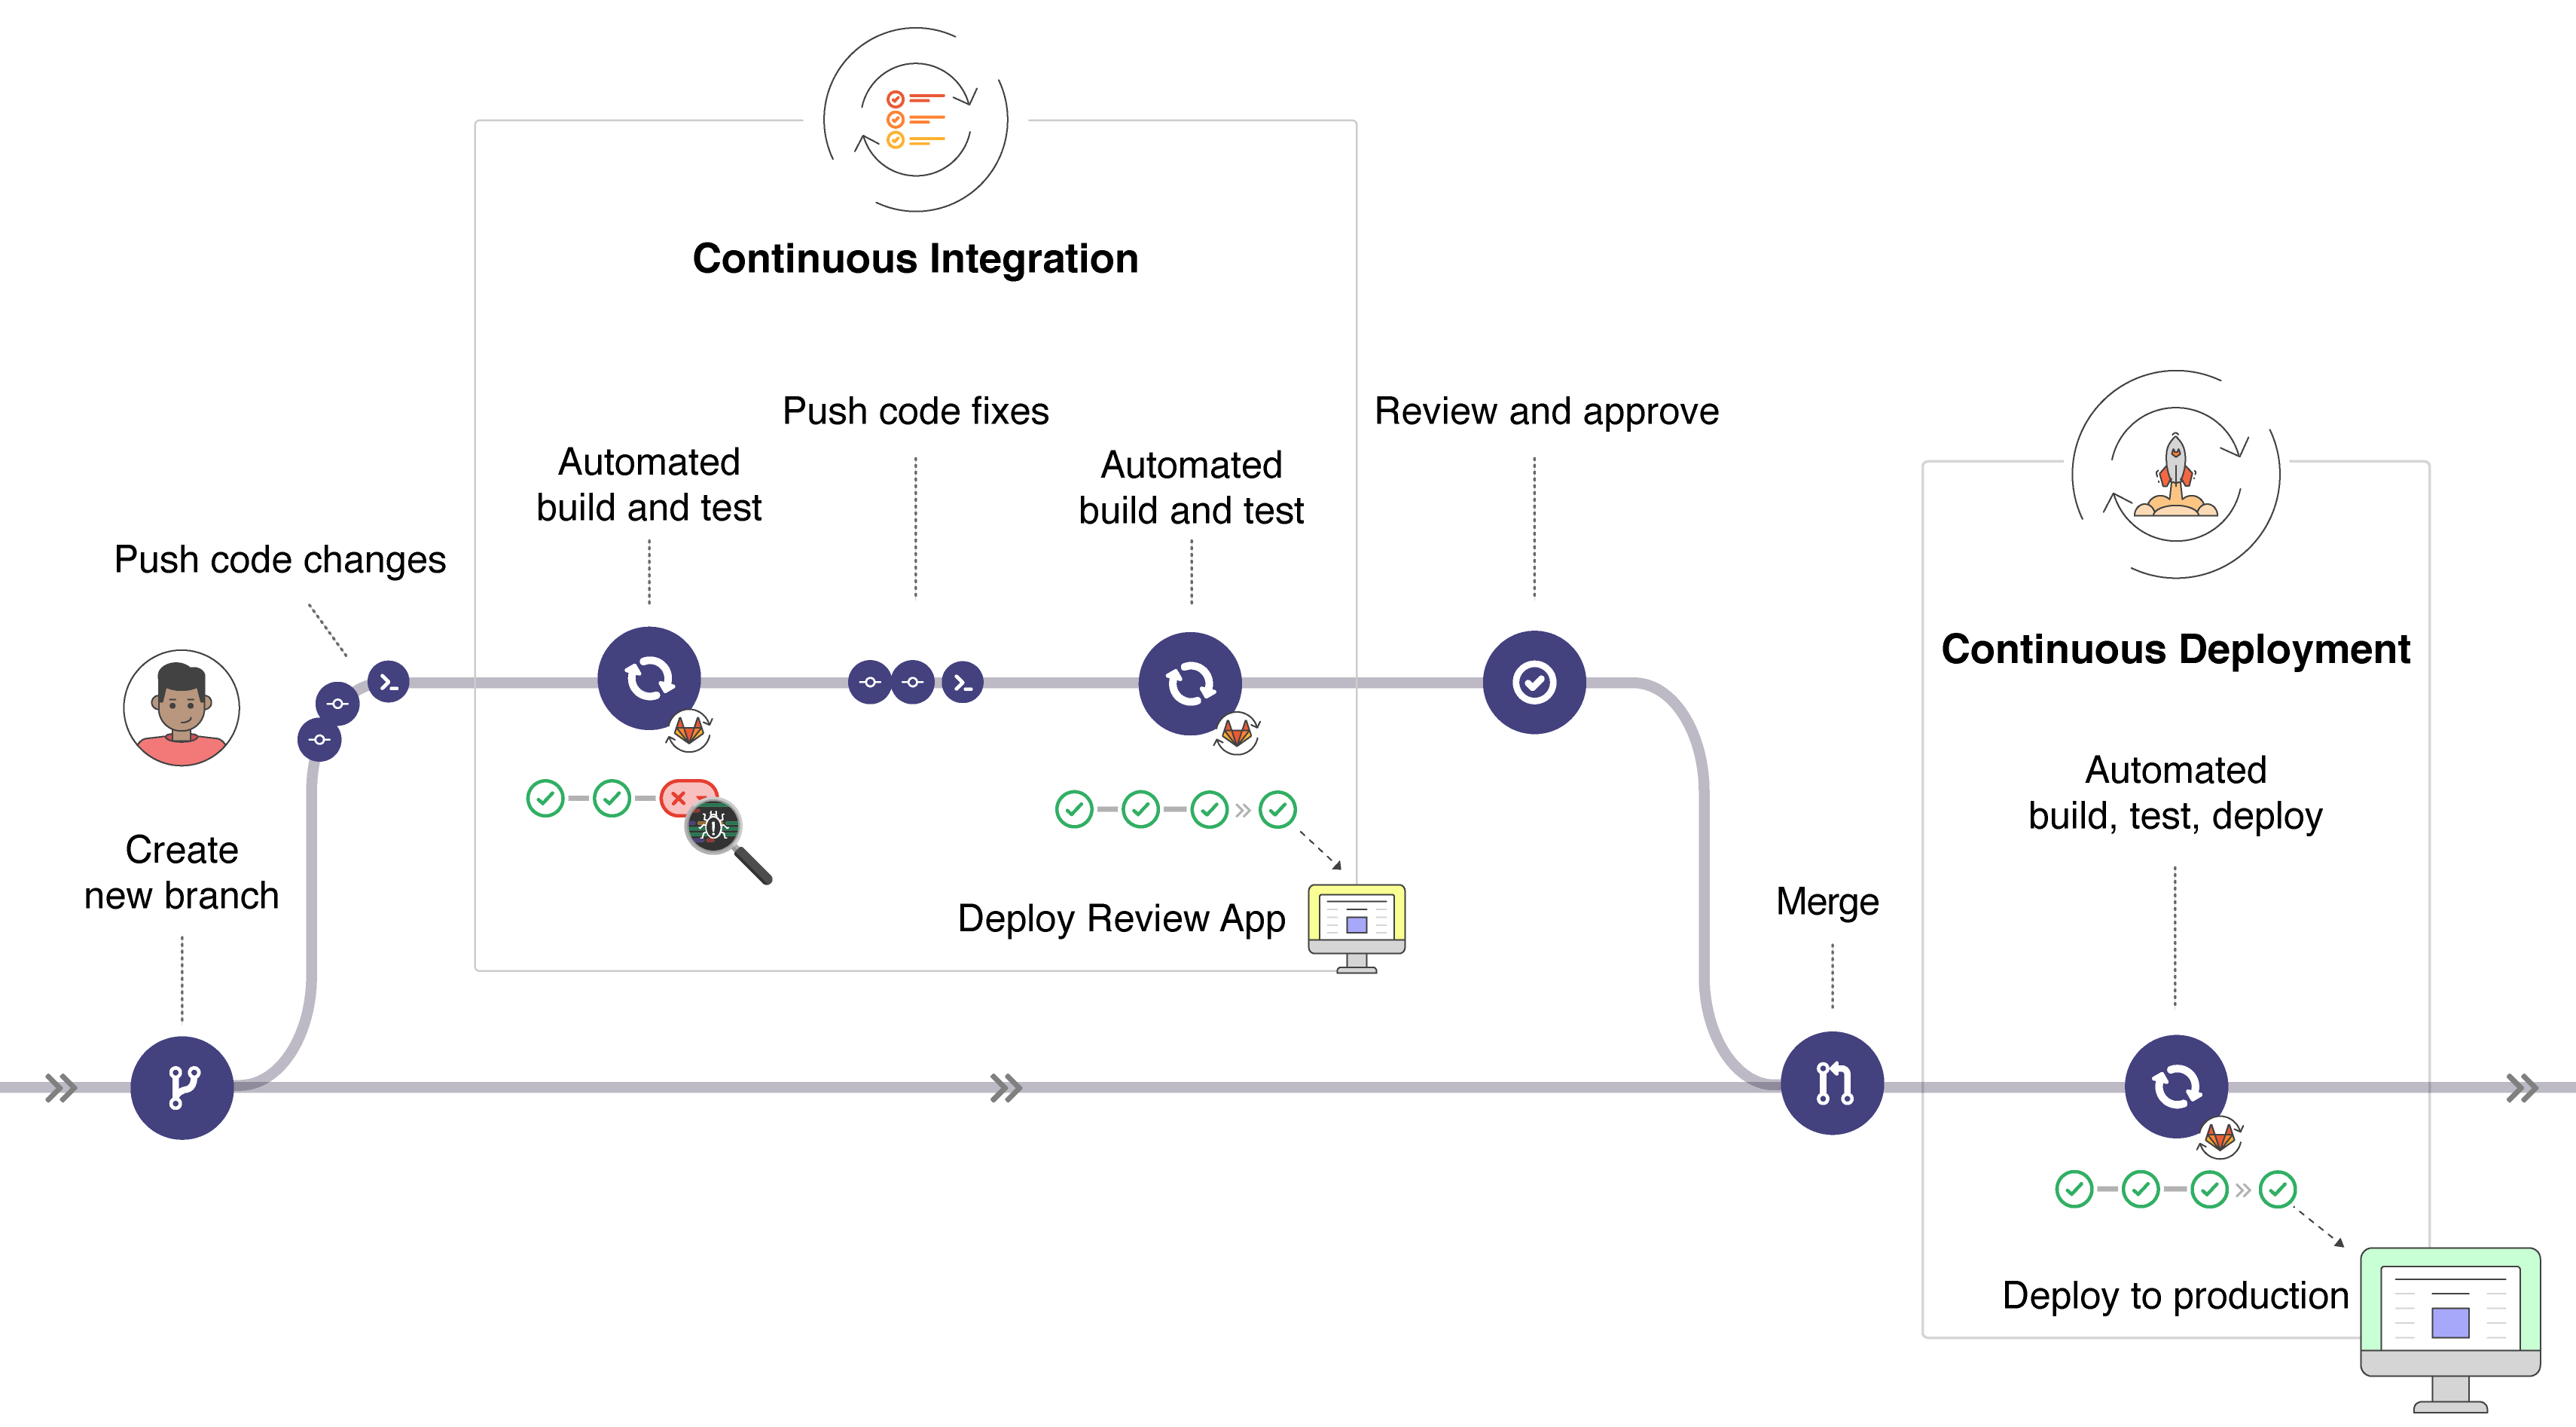 Continuous Integration
Push code fixes
Review and approve
Automated
build and test
Automated
build and test
Push code changes
Continuous Deployment
Automated
build, test, deploy
Create
new branch
Merge
Deploy Review App
Deploy to production